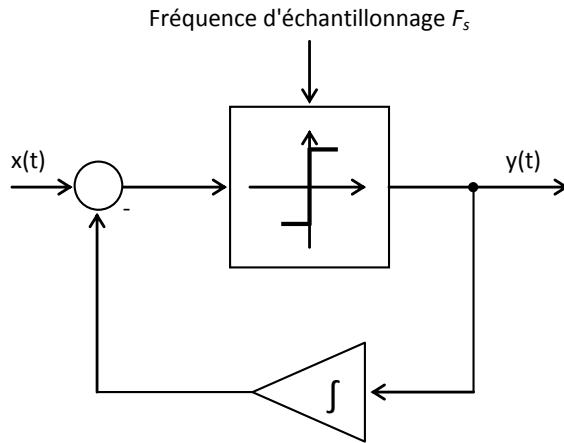 Fréquence d'échantillonnage Fs
x(t)
y(t)
-
∫